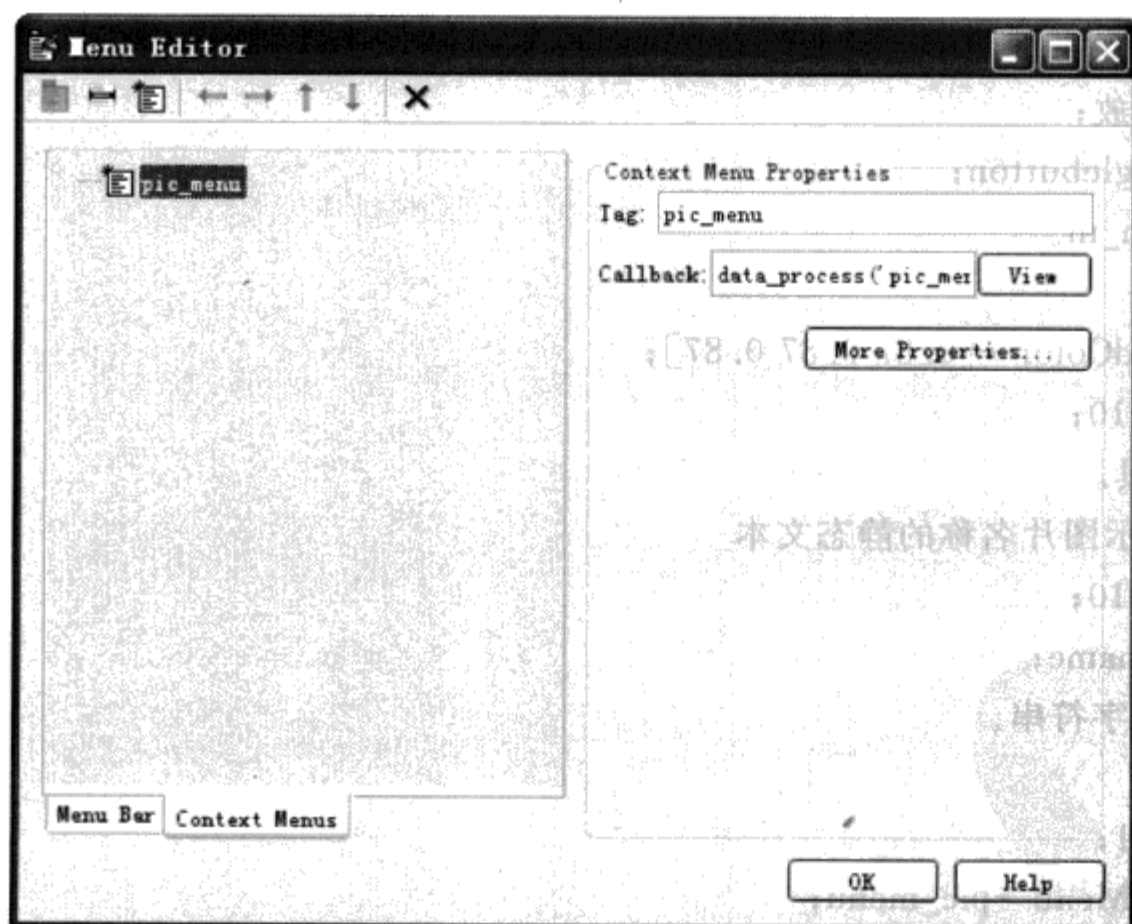 Menu Editor
pic_menu
Context Menu Properties
Tag: pic_menu
Callback: data_process('pic_mer View
More Properties...
Menu Bar Context Menus
OK Help